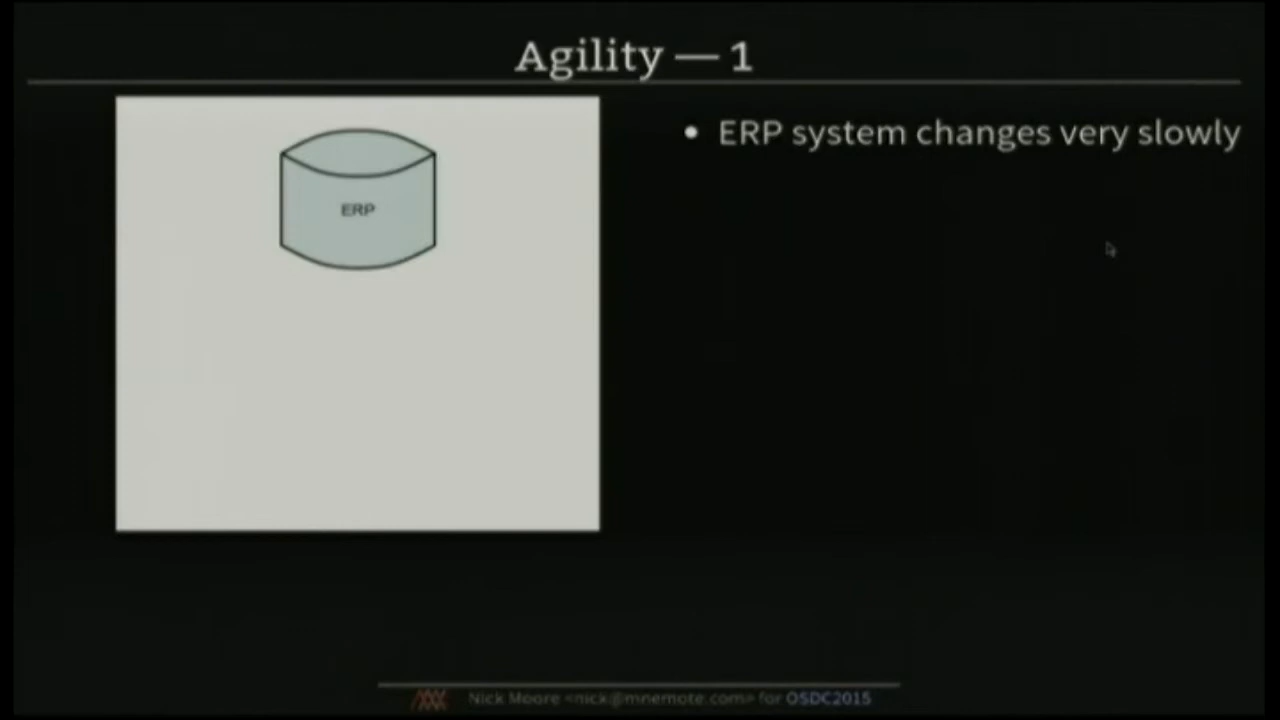 Agility — 1
ERP
• ERP system changes very slowly
Nick Moore <nick@mnemote.com> for OSDC2015